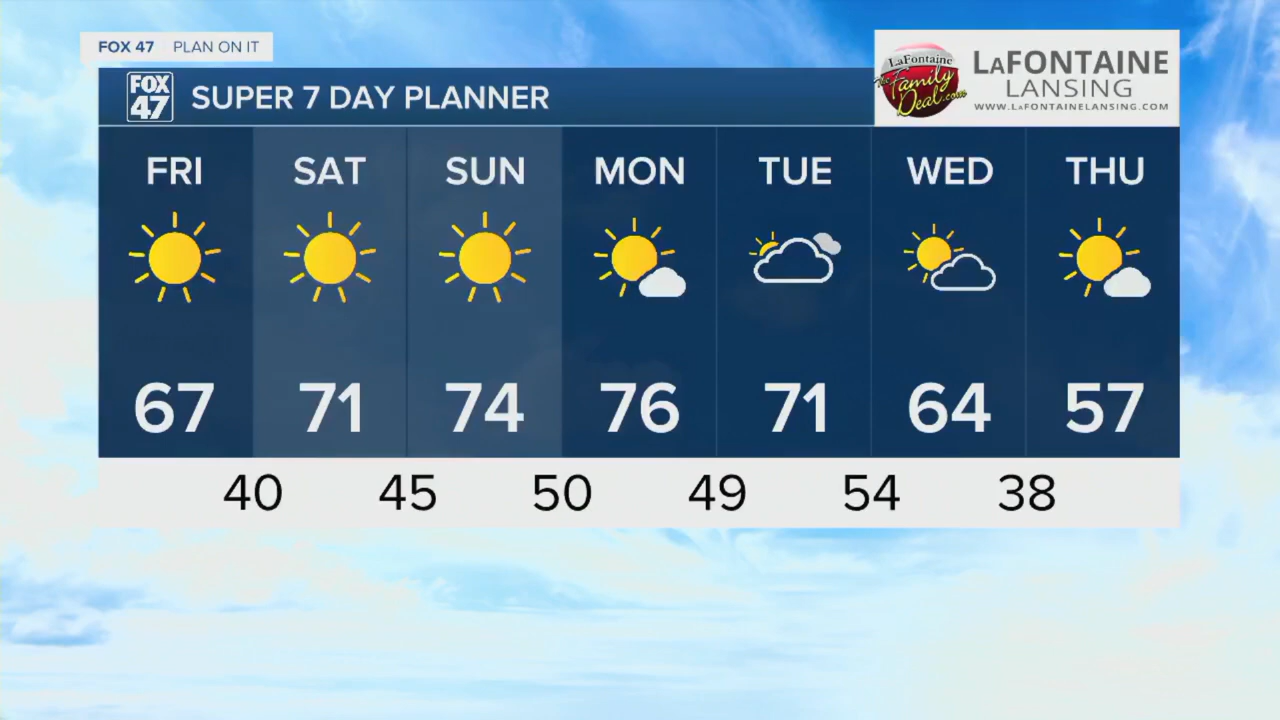 FOX 47 PLAN ON IT
FOX
47
SUPER 7 DAY PLANNER
LaFontaine
the Family
Deal.com
LAFONTAINE
LANSING
WWW.LAFONTAINELANSING.COM
FRI SAT SUN MON TUE WED THU
67 71 74 76 71 64 57
40 45 50 49 54 38